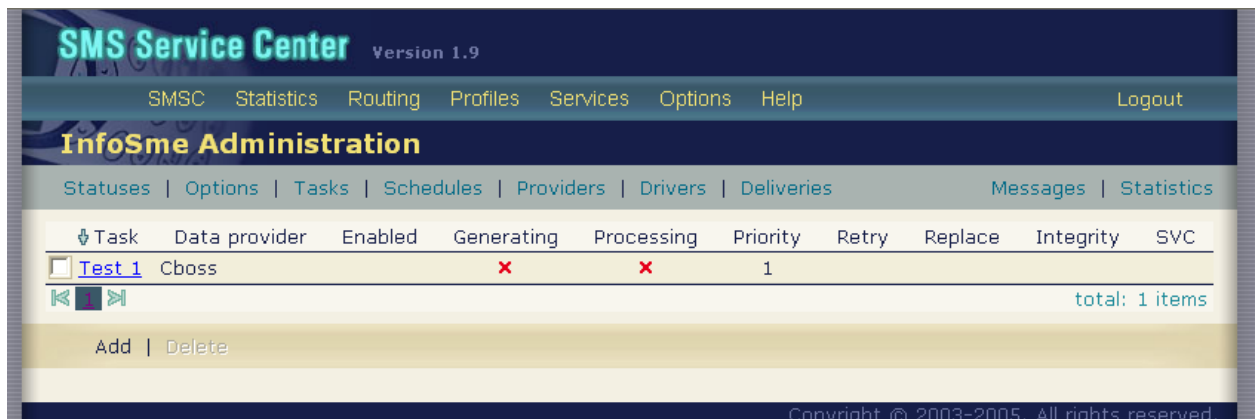 SMS Service Center Version 1.9
SMSC Statistics Routing Profiles Services Options Help Logout
InfoSme Administration
Statuses | Options | Tasks | Schedules | Providers | Drivers | Deliveries Messages | Statistics
Task Data provider Enabled Generating Processing Priority Retry Replace Integrity SVC
Test 1 Cboss 1
1 total: 1 items
Add | Delete
Copyright © 2003-2005. All rights reserved